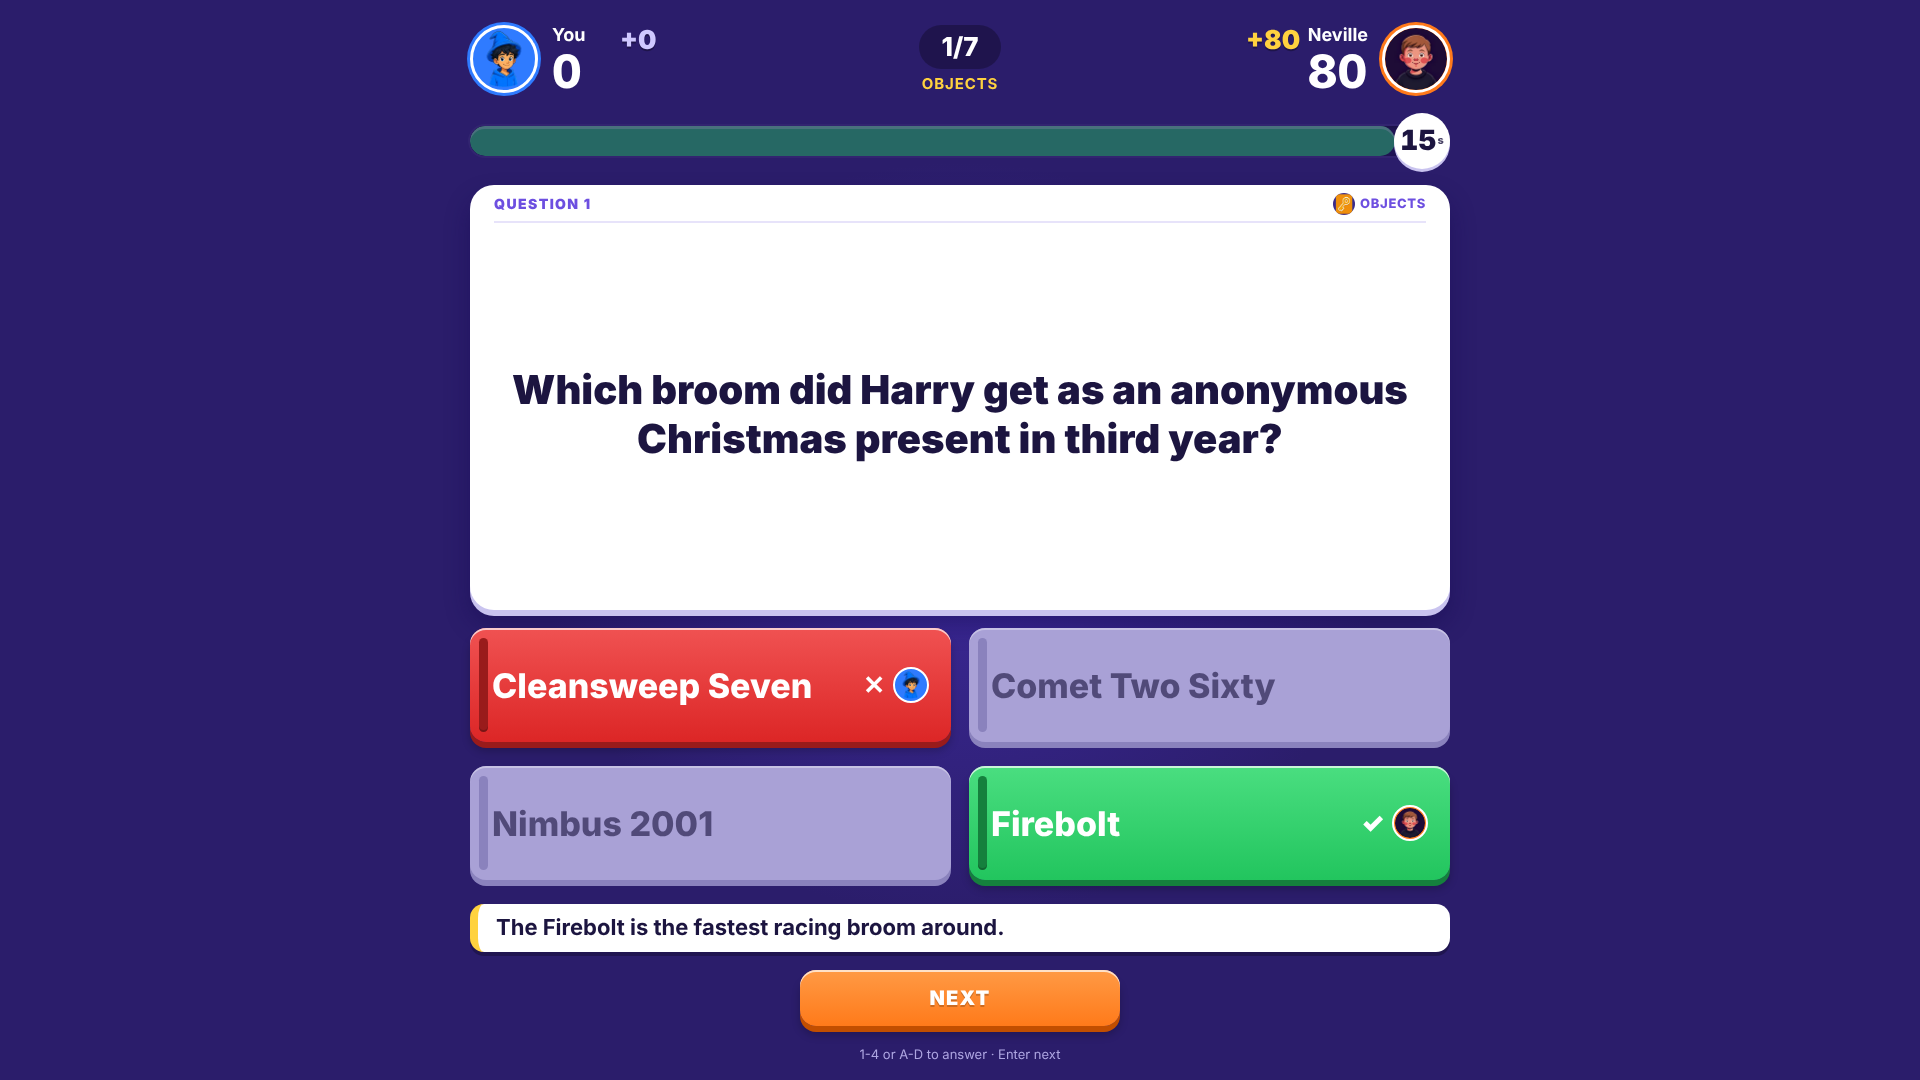 You
+0
0
1/7
OBJECTS
+80
Neville
80
15s
QUESTION 1
OBJECTS
Which broom did Harry get as an anonymous
Christmas present in third year?
Cleansweep Seven
Comet Two Sixty
Nimbus 2001
Firebolt
The Firebolt is the fastest racing broom around.
NEXT
1-4 or A-D to answer · Enter next